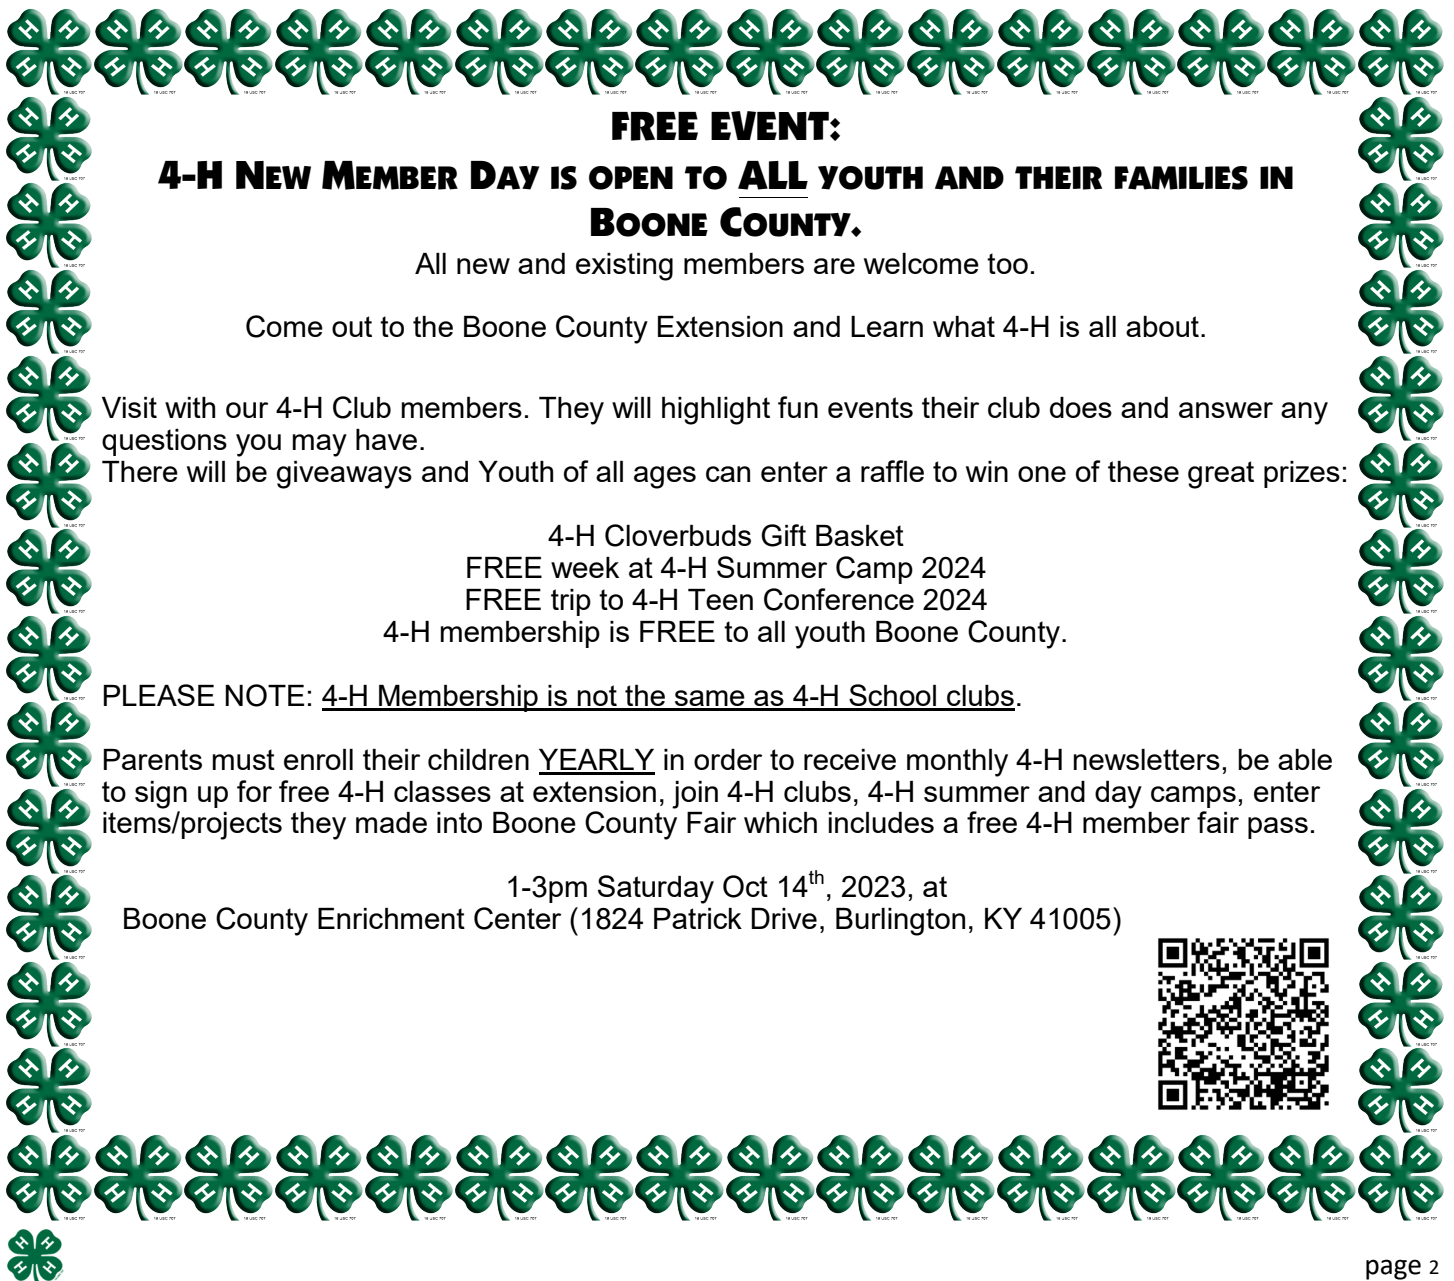 FREE EVENT:
4-H New Member Day is open to ALL youth and their families in
Boone County.
All new and existing members are welcome too.
Come out to the Boone County Extension and Learn what 4-H is all about.
Visit with our 4-H Club members. They will highlight fun events their club does and answer any
questions you may have.
There will be giveaways and Youth of all ages can enter a raffle to win one of these great prizes:
4-H Cloverbuds Gift Basket
FREE week at 4-H Summer Camp 2024
FREE trip to 4-H Teen Conference 2024
4-H membership is FREE to all youth Boone County.
PLEASE NOTE: 4-H Membership is not the same as 4-H School clubs.
Parents must enroll their children YEARLY in order to receive monthly 4-H newsletters, be able
to sign up for free 4-H classes at extension, join 4-H clubs, 4-H summer and day camps, enter
items/projects they made into Boone County Fair which includes a free 4-H member fair pass.
1-3pm Saturday Oct 14th, 2023, at
Boone County Enrichment Center (1824 Patrick Drive, Burlington, KY 41005)
page 2